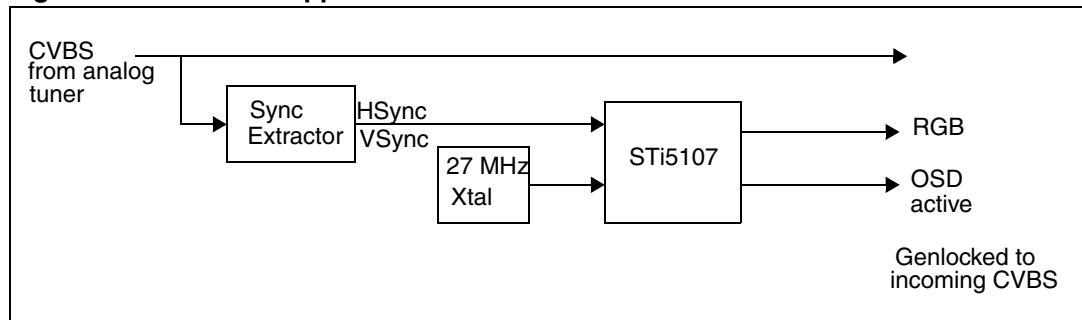 CVBS
from analog
tuner
Sync
Extractor
HSync
VSync
27 MHz
Xtal
STi5107
RGB
OSD
active
Genlocked to
incoming CVBS